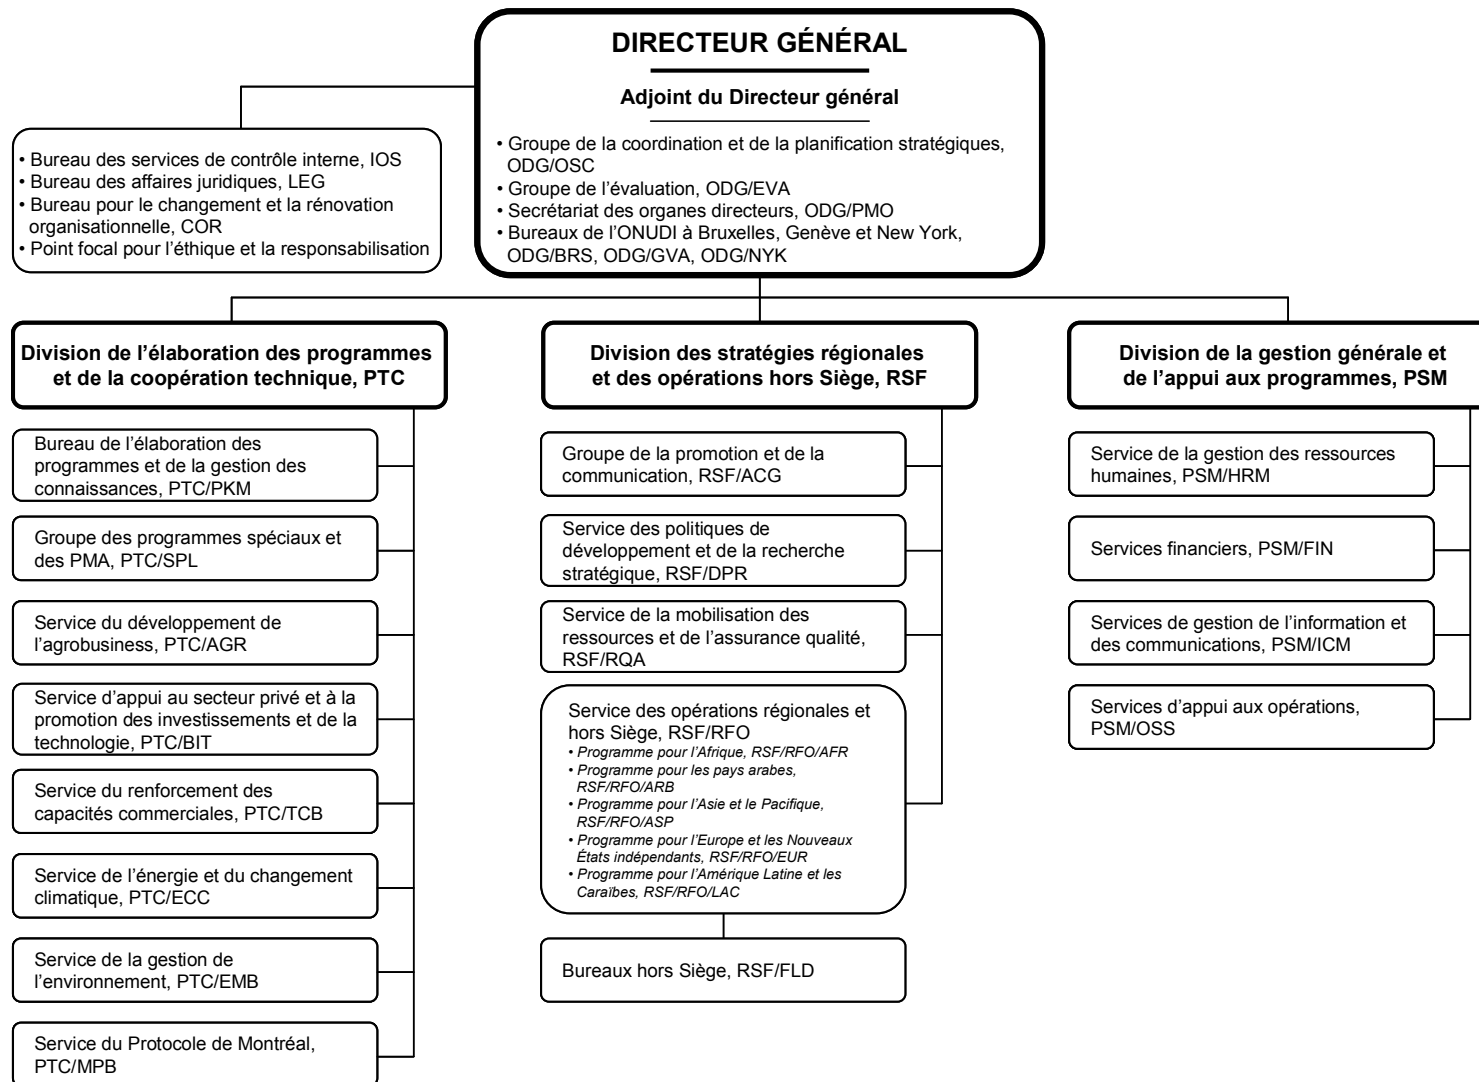 DIRECTEUR GÉNÉRAL
Adjoint du Directeur général
• Groupe de la coordination et de la planification stratégiques,
ODG/OSC
• Groupe de l’évaluation, ODG/EVA
• Secrétariat des organes directeurs, ODG/PMO
• Bureaux de l’ONUDI à Bruxelles, Genève et New York,
ODG/BRS, ODG/GVA, ODG/NYK
• Bureau des services de contrôle interne, IOS
• Bureau des affaires juridiques, LEG
• Bureau pour le changement et la rénovation
organisationnelle, COR
• Point focal pour l’éthique et la responsabilisation
Division de l’élaboration des programmes
et de la coopération technique, PTC
Bureau de l’élaboration des
programmes et de la gestion des
connaissances, PTC/PKM
Groupe des programmes spéciaux et
des PMA, PTC/SPL
Service du développement de
l’agrobusiness, PTC/AGR
Service d’appui au secteur privé et à la
promotion des investissements et de la
technologie, PTC/BIT
Service du renforcement des
capacités commerciales, PTC/TCB
Service de l’énergie et du changement
climatique, PTC/ECC
Service de la gestion de
l’environnement, PTC/EMB
Service du Protocole de Montréal,
PTC/MPB
Division des stratégies régionales
et des opérations hors Siège, RSF
Groupe de la promotion et de la
communication, RSF/ACG
Service des politiques de
développement et de la recherche
stratégique, RSF/DPR
Service de la mobilisation des
ressources et de l’assurance qualité,
RSF/RQA
Service des opérations régionales et
hors Siège, RSF/RFO
• Programme pour l’Afrique, RSF/RFO/AFR
• Programme pour les pays arabes,
RSF/RFO/ARB
• Programme pour l’Asie et le Pacifique,
RSF/RFO/ASP
• Programme pour l’Europe et les Nouveaux
États indépendants, RSF/RFO/EUR
• Programme pour l’Amérique Latine et les
Caraïbes, RSF/RFO/LAC
Bureaux hors Siège, RSF/FLD
Division de la gestion générale et
de l’appui aux programmes, PSM
Service de la gestion des ressources
humaines, PSM/HRM
Services financiers, PSM/FIN
Services de gestion de l’information et
des communications, PSM/ICM
Services d’appui aux opérations,
PSM/OSS